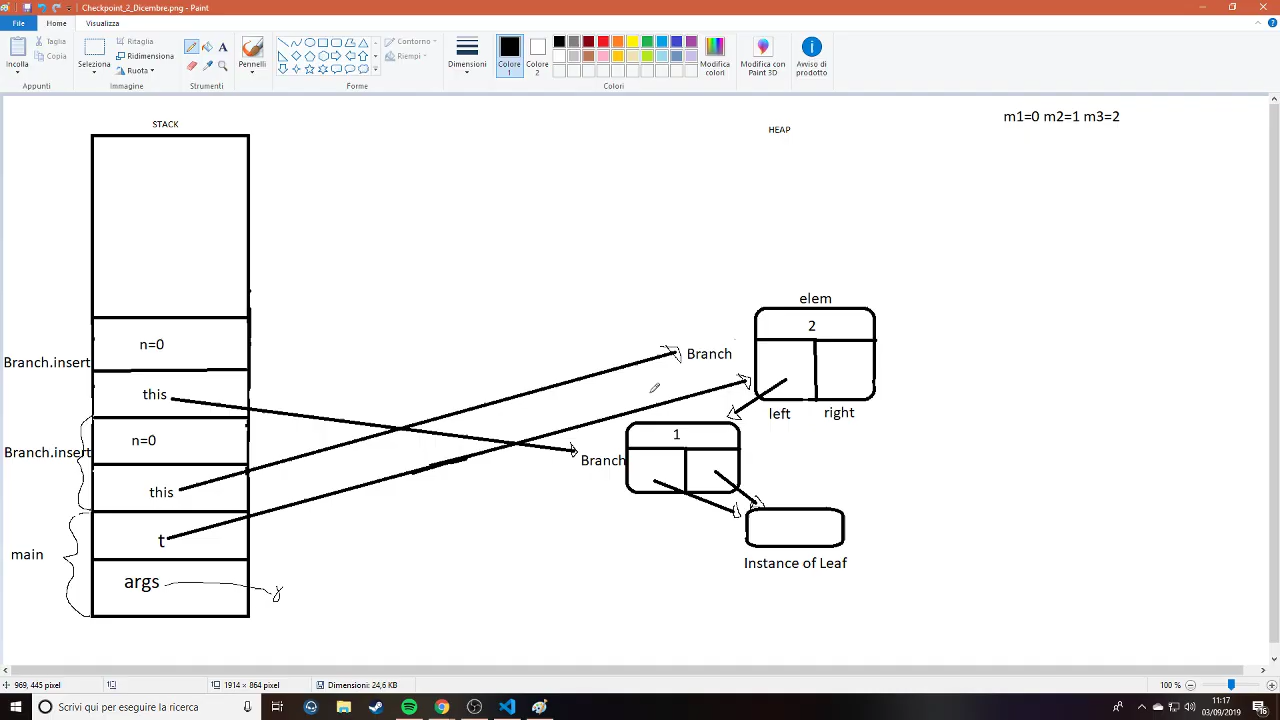 Checkpoint_2_Dicembre.png - Paint
File Home Visualizza
Incolla
Taglia
Copia
Appunti
Seleziona
Ritaglia
Ridimensiona
Ruota
Immagine
A
Strumenti
Pennelli
Contorno
Riempi
Forme
Dimensioni
Colore 1
Colore 2
Modifica colori
Colori
Modifica con Paint 3D
Avviso di prodotto
STACK
HEAP
m1=0 m2=1 m3=2
elem
2
left
right
Branch
n=0
Branch.insert
this
n=0
Branch.insert
this
1
Branch
Instance of Leaf
t
main
args
969, 445 pixel
1914 × 864 pixel
Dimensioni: 24,6 KB
100 %
Scrivi qui per eseguire la ricerca
11:17
03/09/2019